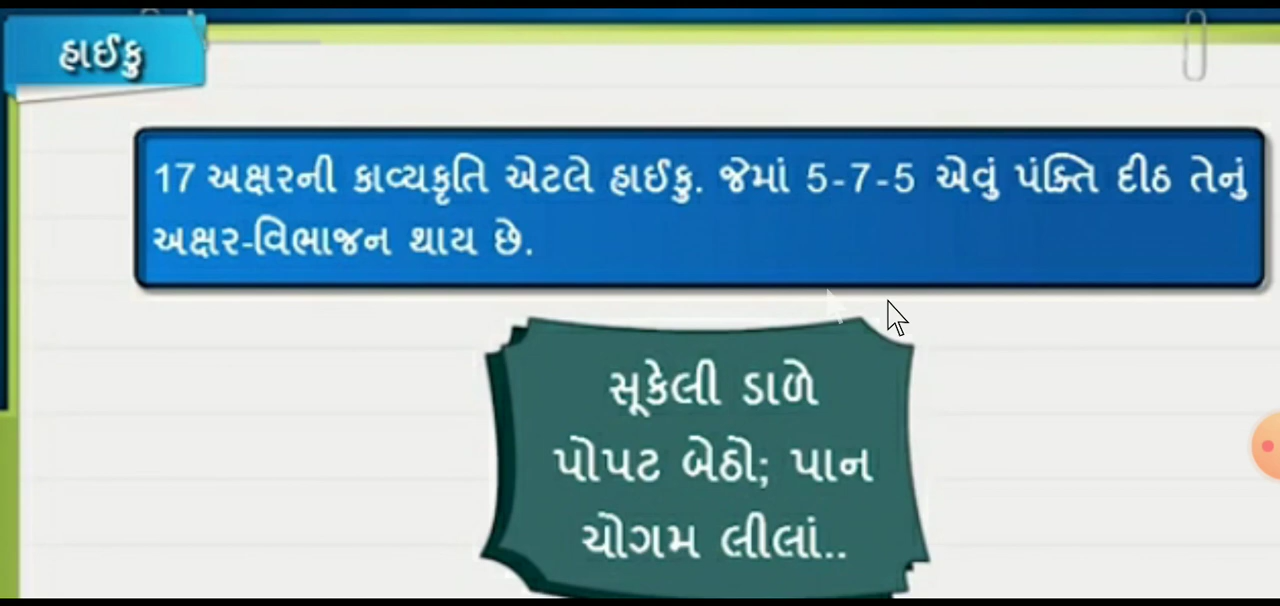 હાઈકુ
17 અક્ષરની કાવ્યકૃતિ એટલે હાઈકુ. જેમાં 5-7-5 એવું પંક્તિ દીઠ તેનું
અક્ષર-વિભાજન થાય છે.
સૂકેલી ડાળે
પોપટ બેઠો; પાન
ચોગમ લીલાં..